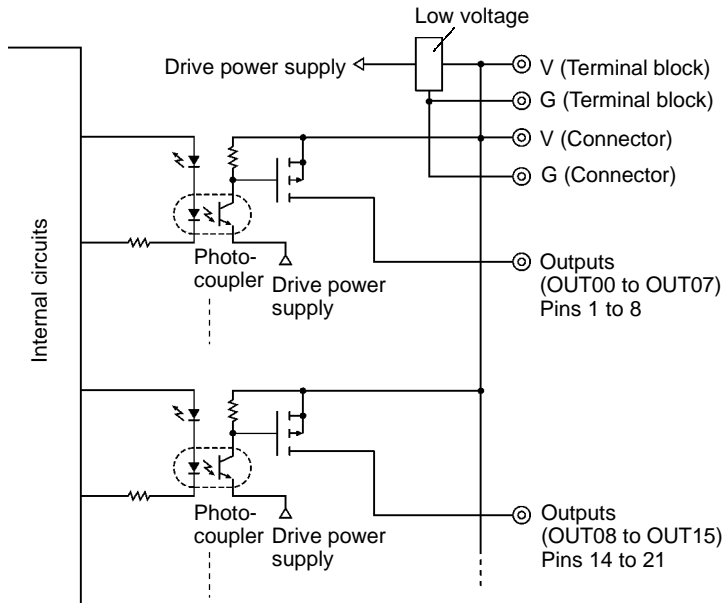 Low voltage
Drive power supply
V (Terminal block)
G (Terminal block)
V (Connector)
G (Connector)
Internal circuits
Photo-
coupler
Drive power
supply
Outputs
(OUT00 to OUT07)
Pins 1 to 8
Photo-
coupler
Drive power
supply
Outputs
(OUT08 to OUT15)
Pins 14 to 21